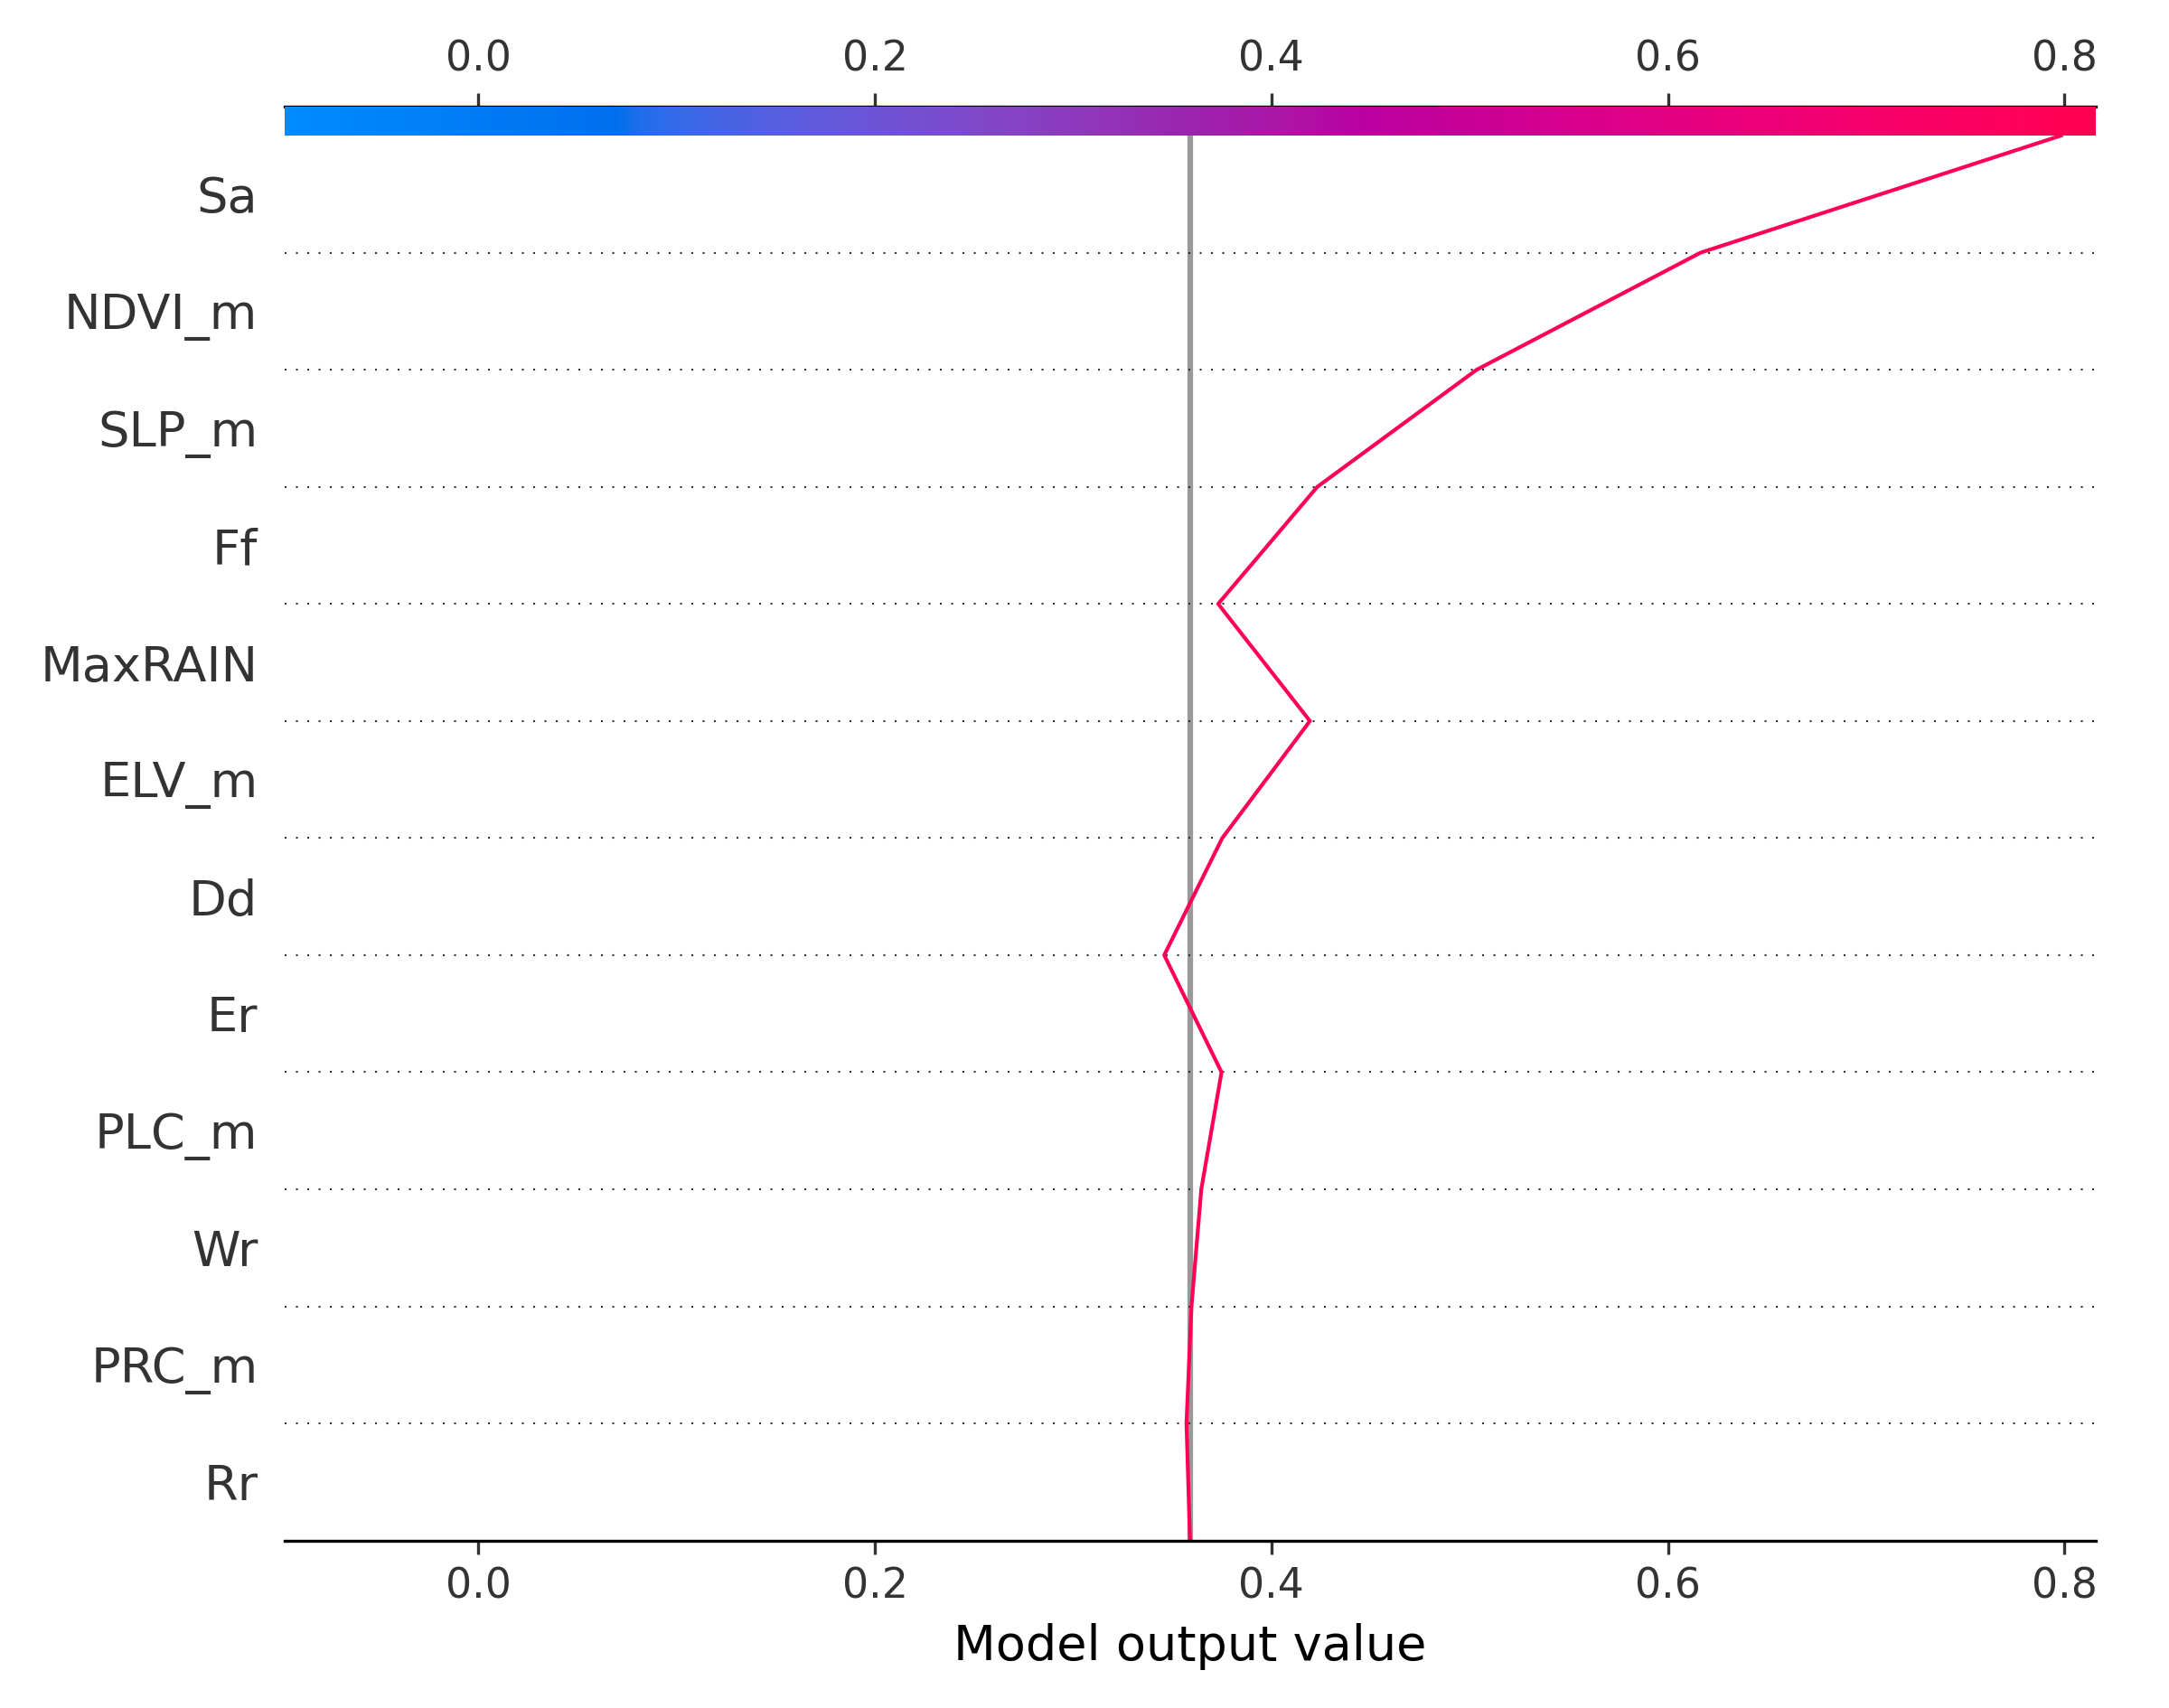 0.0 0.2 0.4 0.6 0.8
Sa
NDVI_m
SLP_m
Ff
MaxRAIN
ELV_m
Dd
Er
PLC_m
Wr
PRC_m
Rr
0.0 0.2 0.4 0.6 0.8
Model output value